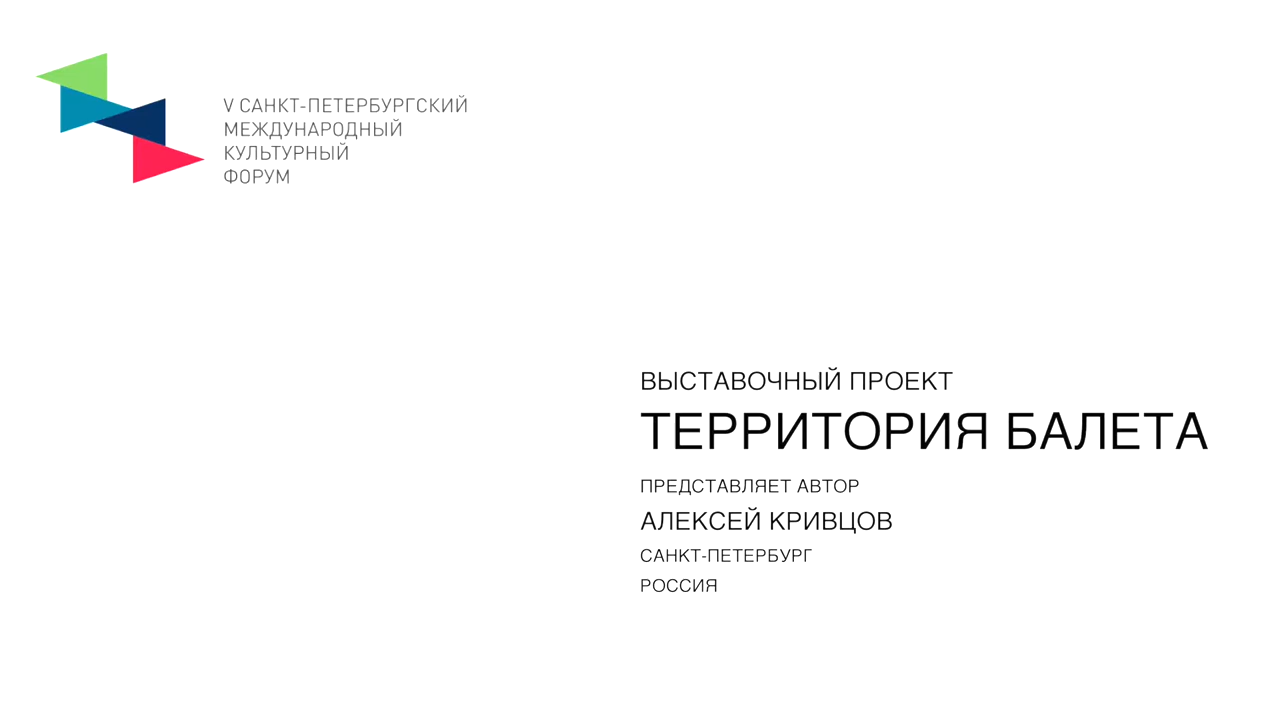 V САНКТ-ПЕТЕРБУРГСКИЙ
МЕЖДУНАРОДНЫЙ
КУЛЬТУРНЫЙ
ФОРУМ
ВЫСТАВОЧНЫЙ ПРОЕКТ
ТЕРРИТОРИЯ БАЛЕТА
ПРЕДСТАВЛЯЕТ АВТОР
АЛЕКСЕЙ КРИВЦОВ
САНКТ-ПЕТЕРБУРГ
РОССИЯ